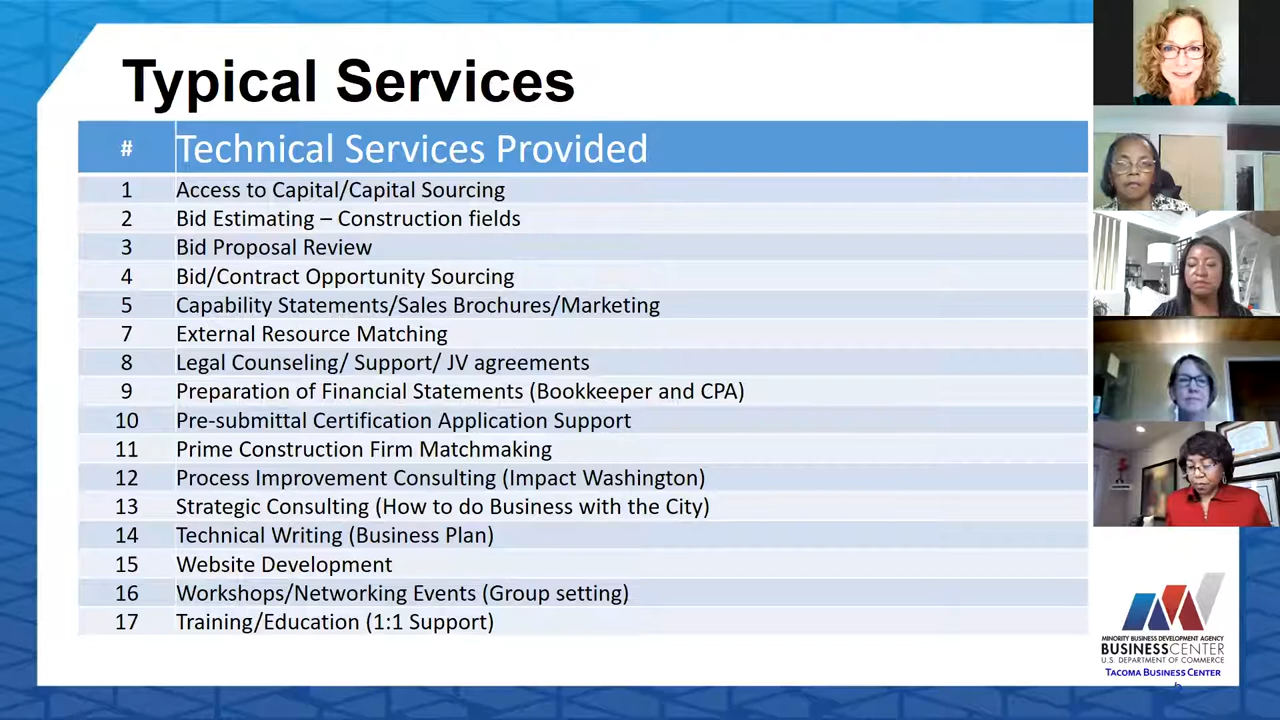 Typical Services
# Technical Services Provided
1 Access to Capital/Capital Sourcing
2 Bid Estimating – Construction fields
3 Bid Proposal Review
4 Bid/Contract Opportunity Sourcing
5 Capability Statements/Sales Brochures/Marketing
7 External Resource Matching
8 Legal Counseling/ Support/ JV agreements
9 Preparation of Financial Statements (Bookkeeper and CPA)
10 Pre-submittal Certification Application Support
11 Prime Construction Firm Matchmaking
12 Process Improvement Consulting (Impact Washington)
13 Strategic Consulting (How to do Business with the City)
14 Technical Writing (Business Plan)
15 Website Development
16 Workshops/Networking Events (Group setting)
17 Training/Education (1:1 Support)
MINORITY BUSINESS DEVELOPMENT AGENCY
BUSINESSCENTER
U.S. DEPARTMENT OF COMMERCE
TACOMA BUSINESS CENTER